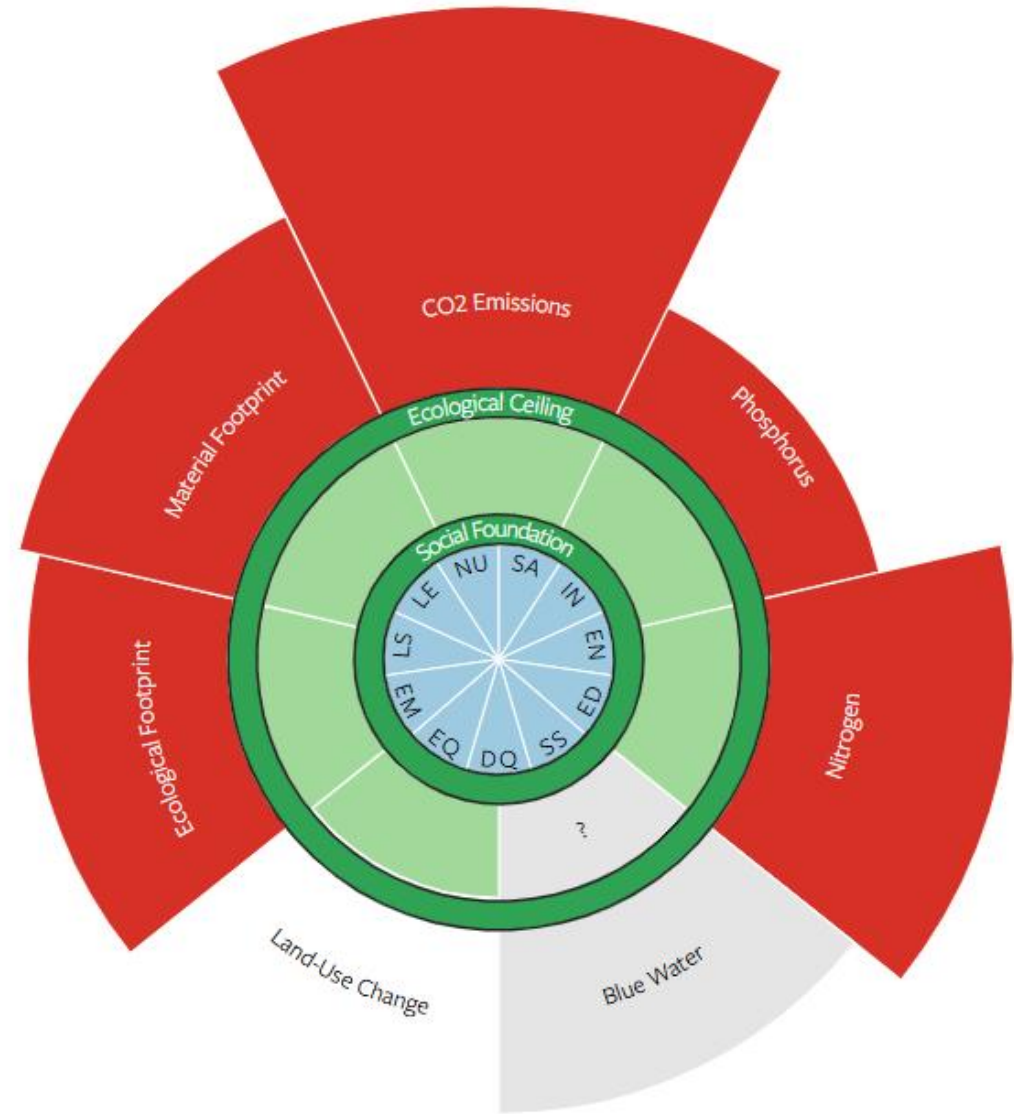 CO2 Emissions
Phosphorus
Material Footprint
Ecological Ceiling
Social Foundation
NU
SA
LE
IN
LS
EN
EM
ED
EQ
SS
DQ
Ecological Footprint
Nitrogen
?
Land-Use Change
Blue Water